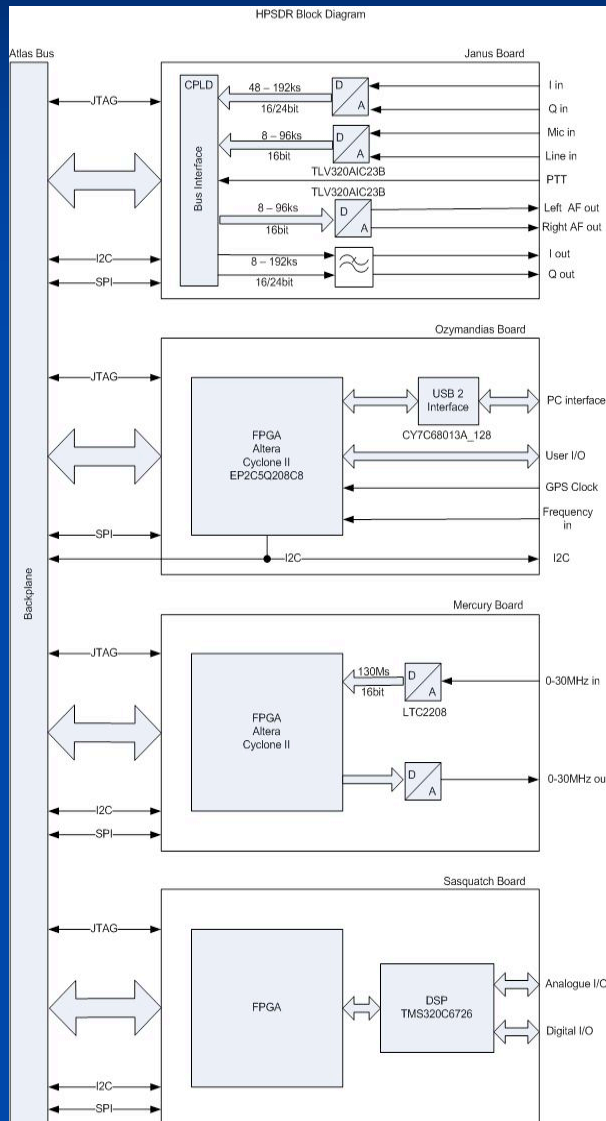 HPSDR Block Diagram
Atlas Bus
Backplane
Janus Board
JTAG
I2C
SPI
CPLD
Bus Interface
48 – 192ks
16/24bit
D
A
I in
Q in
8 – 96ks
16bit
D
A
Mic in
Line in
TLV320AIC23B
PTT
TLV320AIC23B
8 – 96ks
16bit
D
A
Left AF out
Right AF out
8 – 192ks
16/24bit
I out
Q out
Ozymandias Board
JTAG
SPI
I2C
FPGA
Altera
Cyclone II
EP2C5Q208C8
USB 2
Interface
CY7C68013A_128
PC interface
User I/O
GPS Clock
Frequency
in
I2C
Mercury Board
JTAG
I2C
SPI
FPGA
Altera
Cyclone II
130Ms
16bit
D
A
LTC2208
0-30MHz in
D
A
0-30MHz out
Sasquatch Board
JTAG
I2C
SPI
FPGA
DSP
TMS320C6726
Analogue I/O
Digital I/O